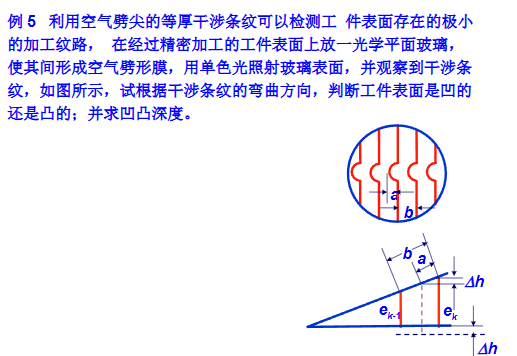 例 5 利用空气劈尖的等厚干涉条纹可以检测工 件表面存在的极小
的加工纹路， 在经过精密加工的工件表面上放一光学平面玻璃，
使其间形成空气劈形膜，用单色光照射玻璃表面，并观察到干涉条
纹，如图所示，试根据干涉条纹的弯曲方向，判断工件表面是凹的
还是凸的；并求凹凸深度。
a
b
b a
Δh
ek-1 ek
Δh